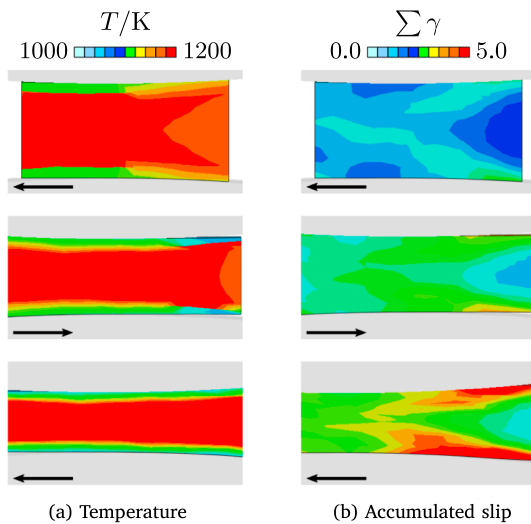 T/K
1000 1200
∑ γ
0.0 5.0
(a) Temperature
(b) Accumulated slip